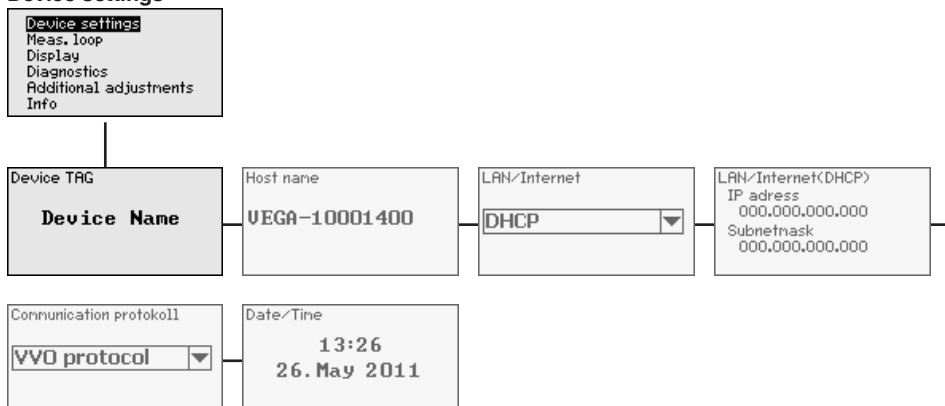 Device settings
Device settings
Meas. loop
Display
Diagnostics
Additional adjustments
Info
Device TAG
Device Name
Host name
VEGA-10001400
LAN/Internet
DHCP
LAN/Internet(DHCP)
IP adress
000.000.000.000
Subnetmask
000.000.000.000
Communication protokoll
VVO protocol
Date/Time
13:26
26. May 2011